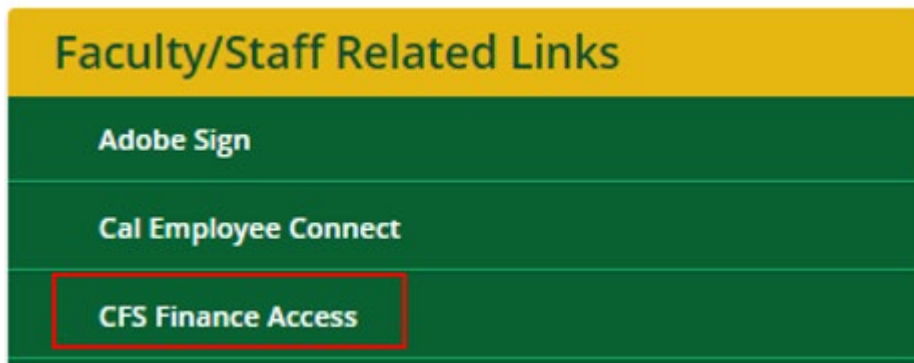 Faculty/Staff Related Links
Adobe Sign
Cal Employee Connect
CFS Finance Access